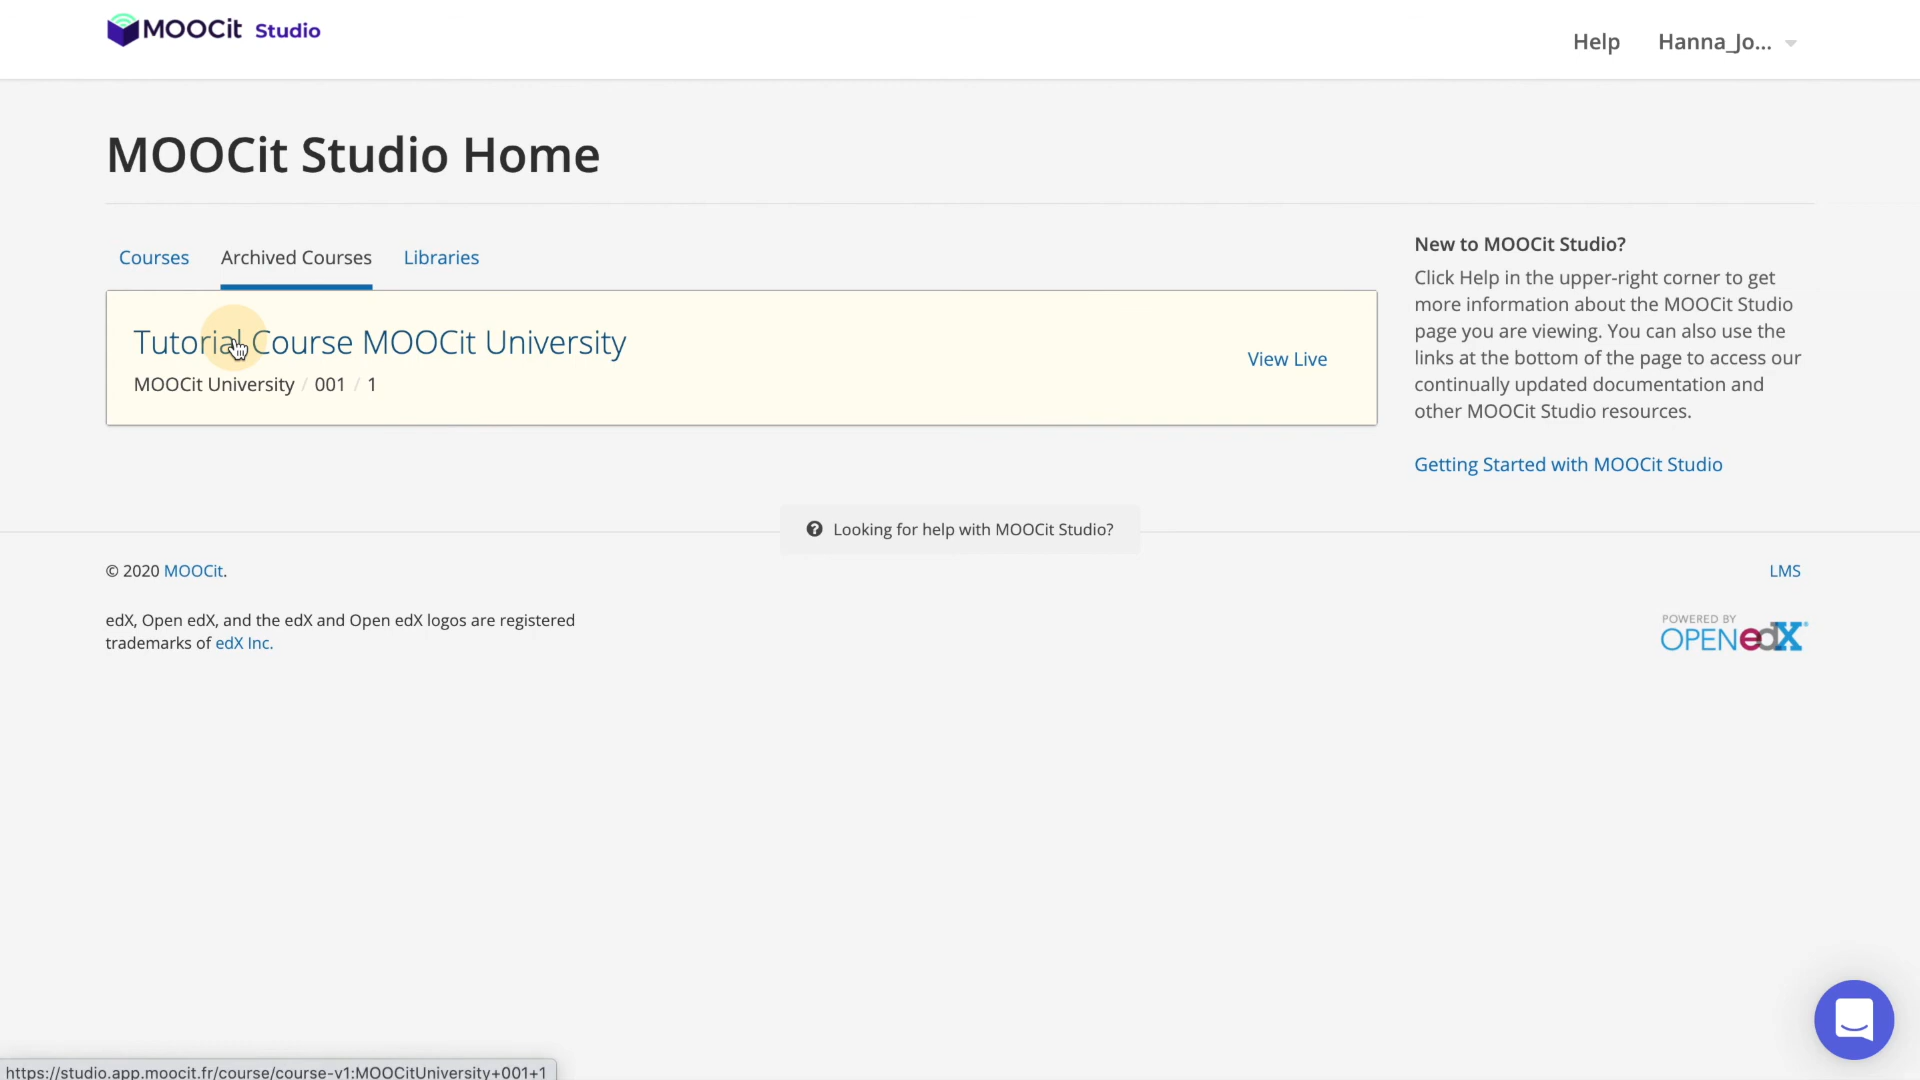 MOOCit Studio
Help
Hanna_Jo...
MOOCit Studio Home
Courses
Archived Courses
Libraries
Tutorial Course MOOCit University
MOOCit University / 001 / 1
View Live
New to MOOCit Studio?
Click Help in the upper-right corner to get
more information about the MOOCit Studio
page you are viewing. You can also use the
links at the bottom of the page to access our
continually updated documentation and
other MOOCit Studio resources.
Getting Started with MOOCit Studio
Looking for help with MOOCit Studio?
© 2020 MOOCit.
LMS
edX, Open edX, and the edX and Open edX logos are registered
trademarks of edX Inc.
POWERED BY
OPENedX®
https://studio.app.moocit.fr/course/course-v1:MOOCitUniversity+001+1